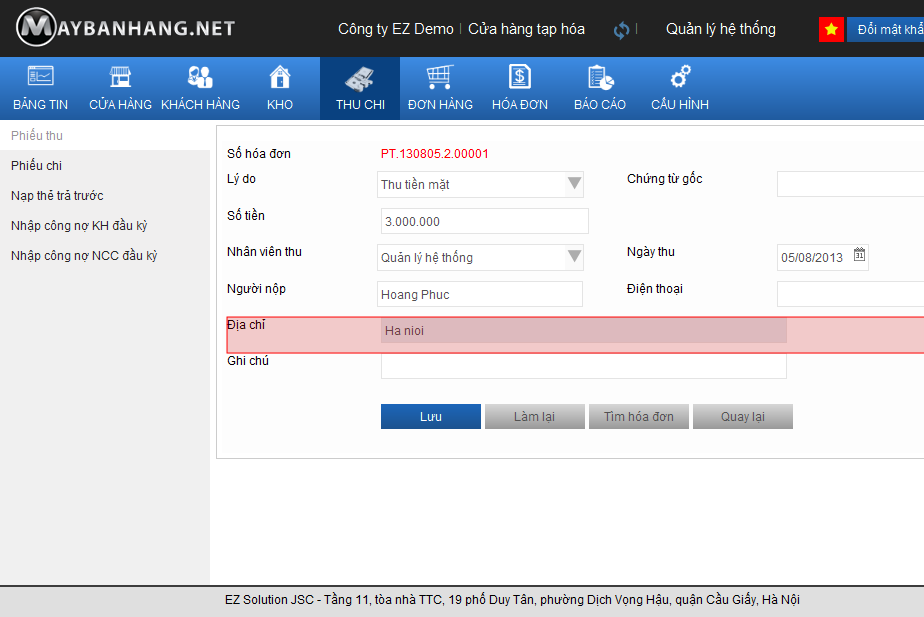 MAYBANHANG.NET
Công ty EZ Demo | Cửa hàng tạp hóa | Quản lý hệ thống Đổi mật khẩ
BẢNG TIN CỬA HÀNG KHÁCH HÀNG KHO THU CHI ĐƠN HÀNG HÓA ĐƠN BÁO CÁO CẤU HÌNH
Phiếu thu
Phiếu chi
Nạp thẻ trả trước
Nhập công nợ KH đầu kỳ
Nhập công nợ NCC đầu kỳ
Số hóa đơn PT.130805.2.00001
Lý do Thu tiền mặt Chứng từ gốc
Số tiền 3.000.000
Nhân viên thu Quản lý hệ thống Ngày thu 05/08/2013 31
Người nộp Hoang Phuc Điện thoại
Địa chỉ Ha nioi
Ghi chú
Lưu Làm lại Tìm hóa đơn Quay lại
EZ Solution JSC - Tầng 11, tòa nhà TTC, 19 phố Duy Tân, phường Dịch Vọng Hậu, quận Cầu Giấy, Hà Nội